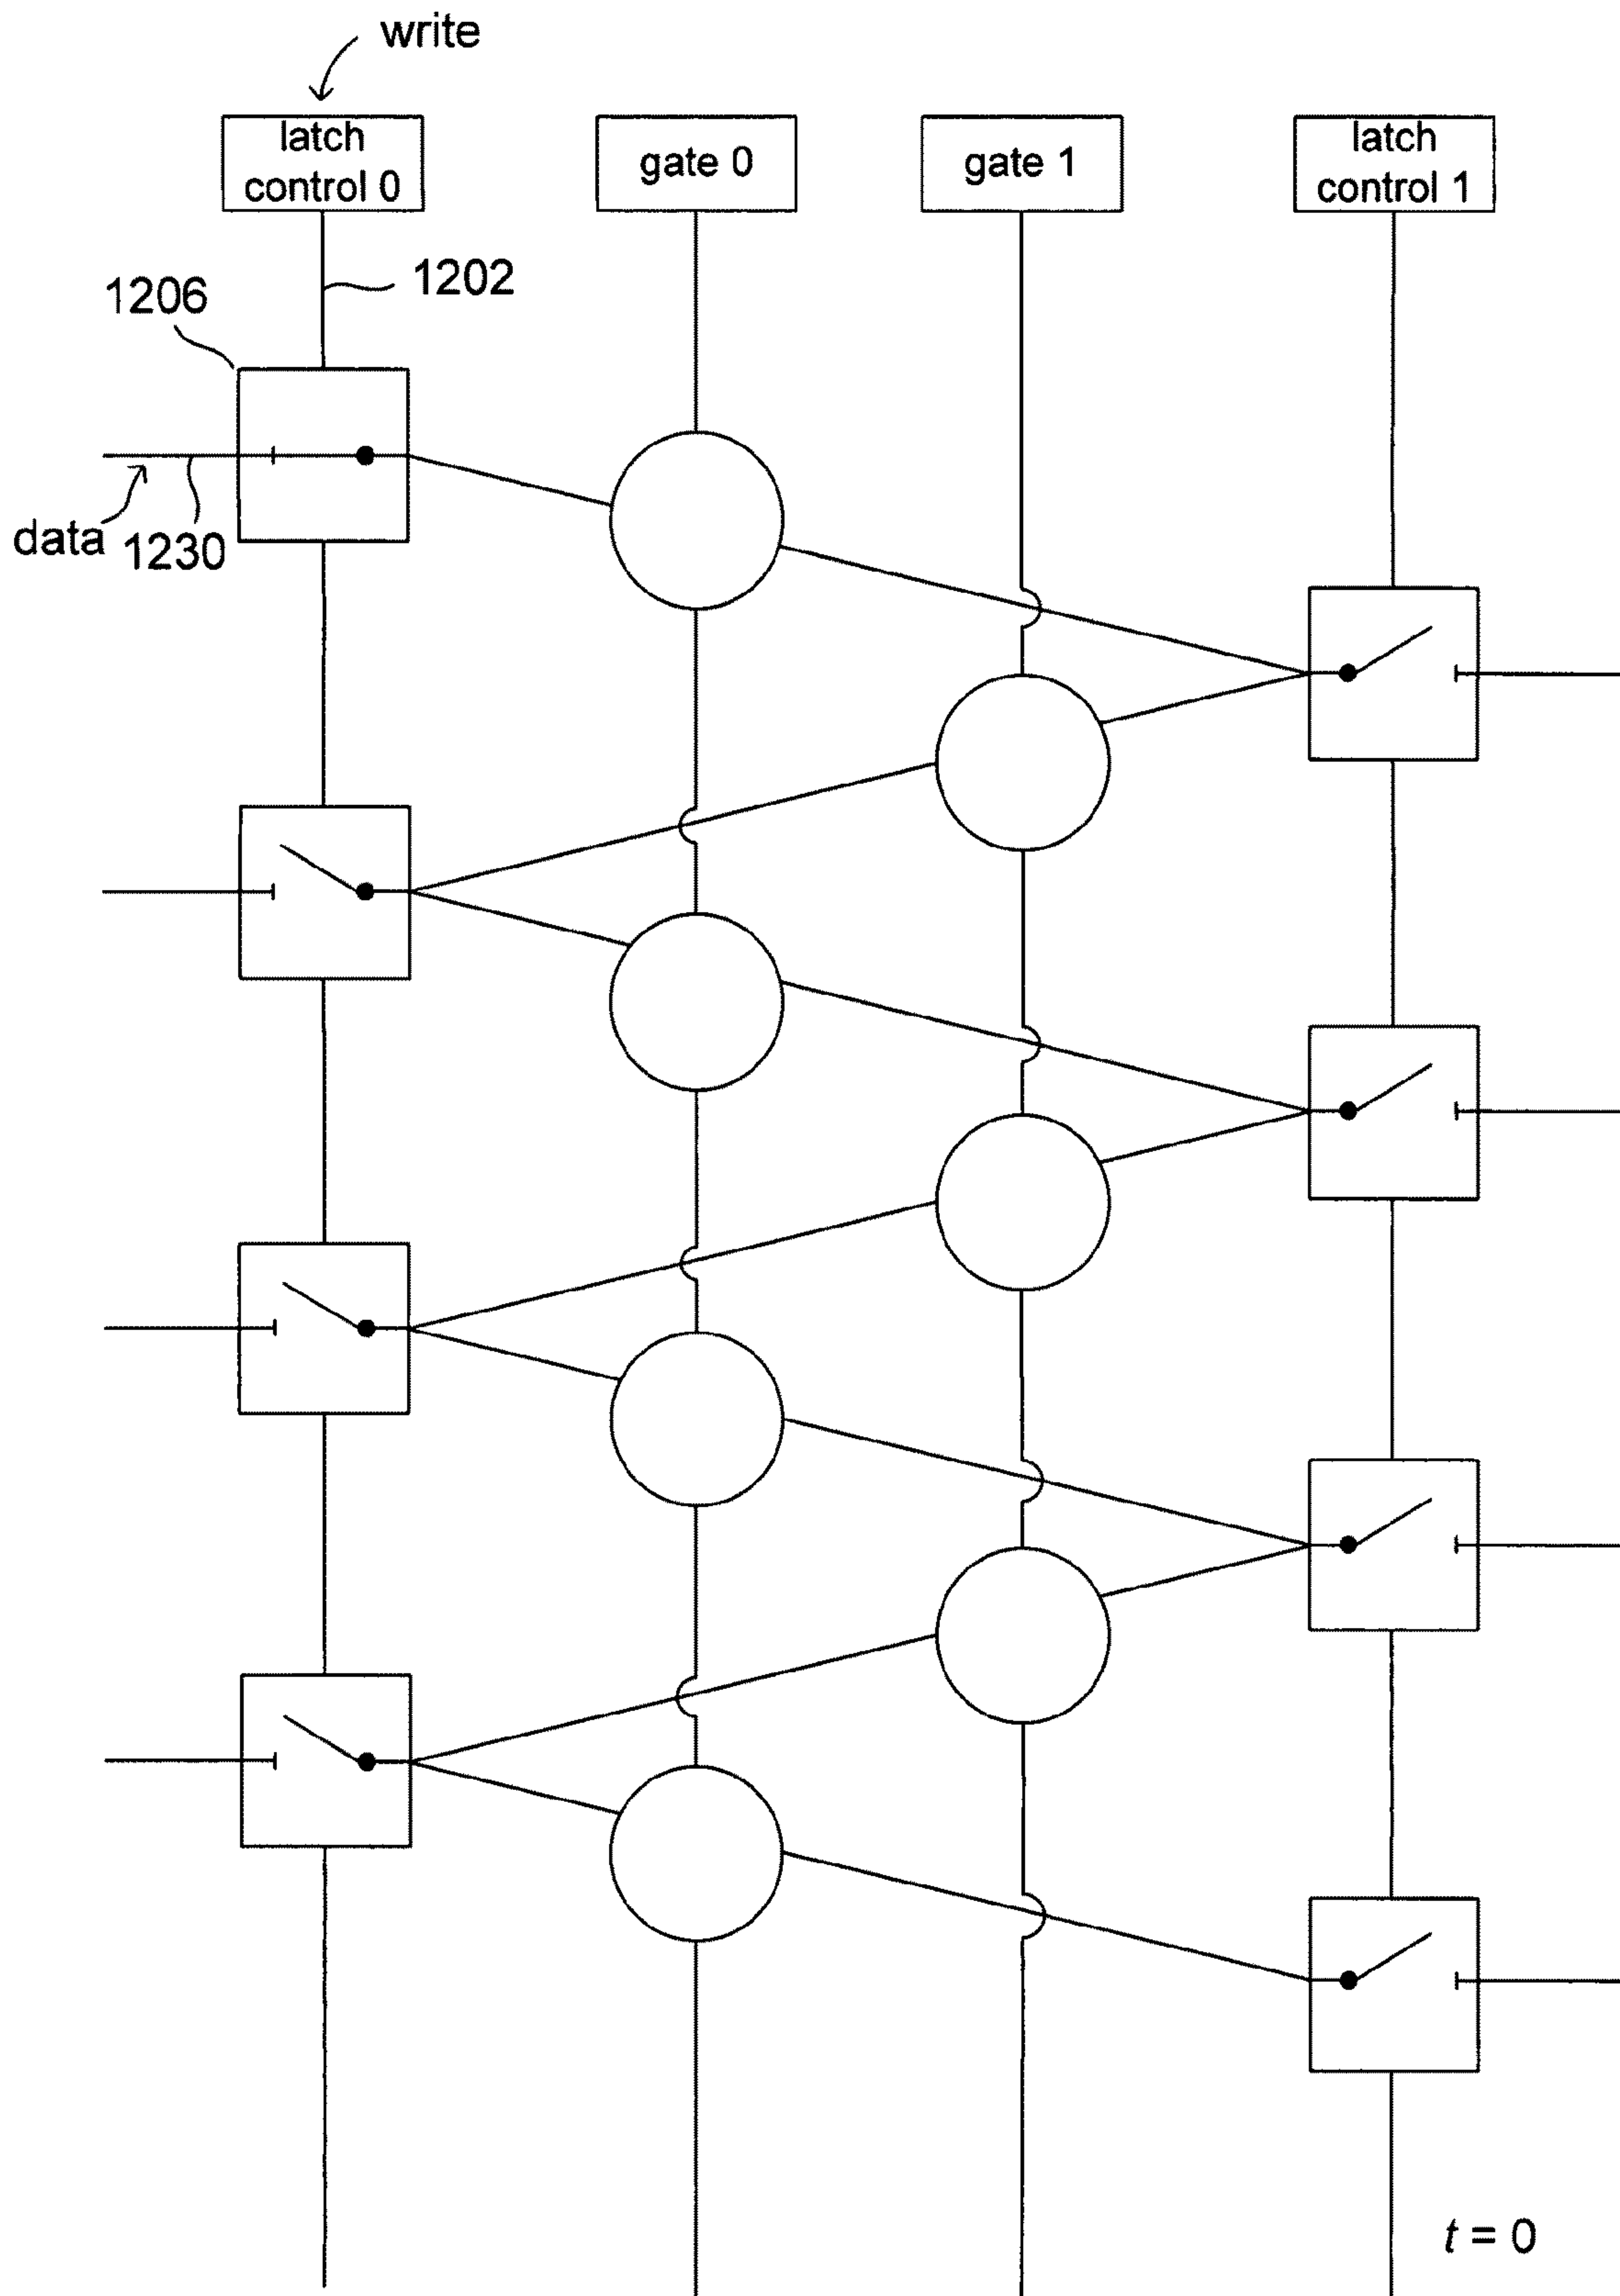 write
latch
control 0
gate 0
gate 1
latch
control 1
1202
1206
data
1230
t = 0